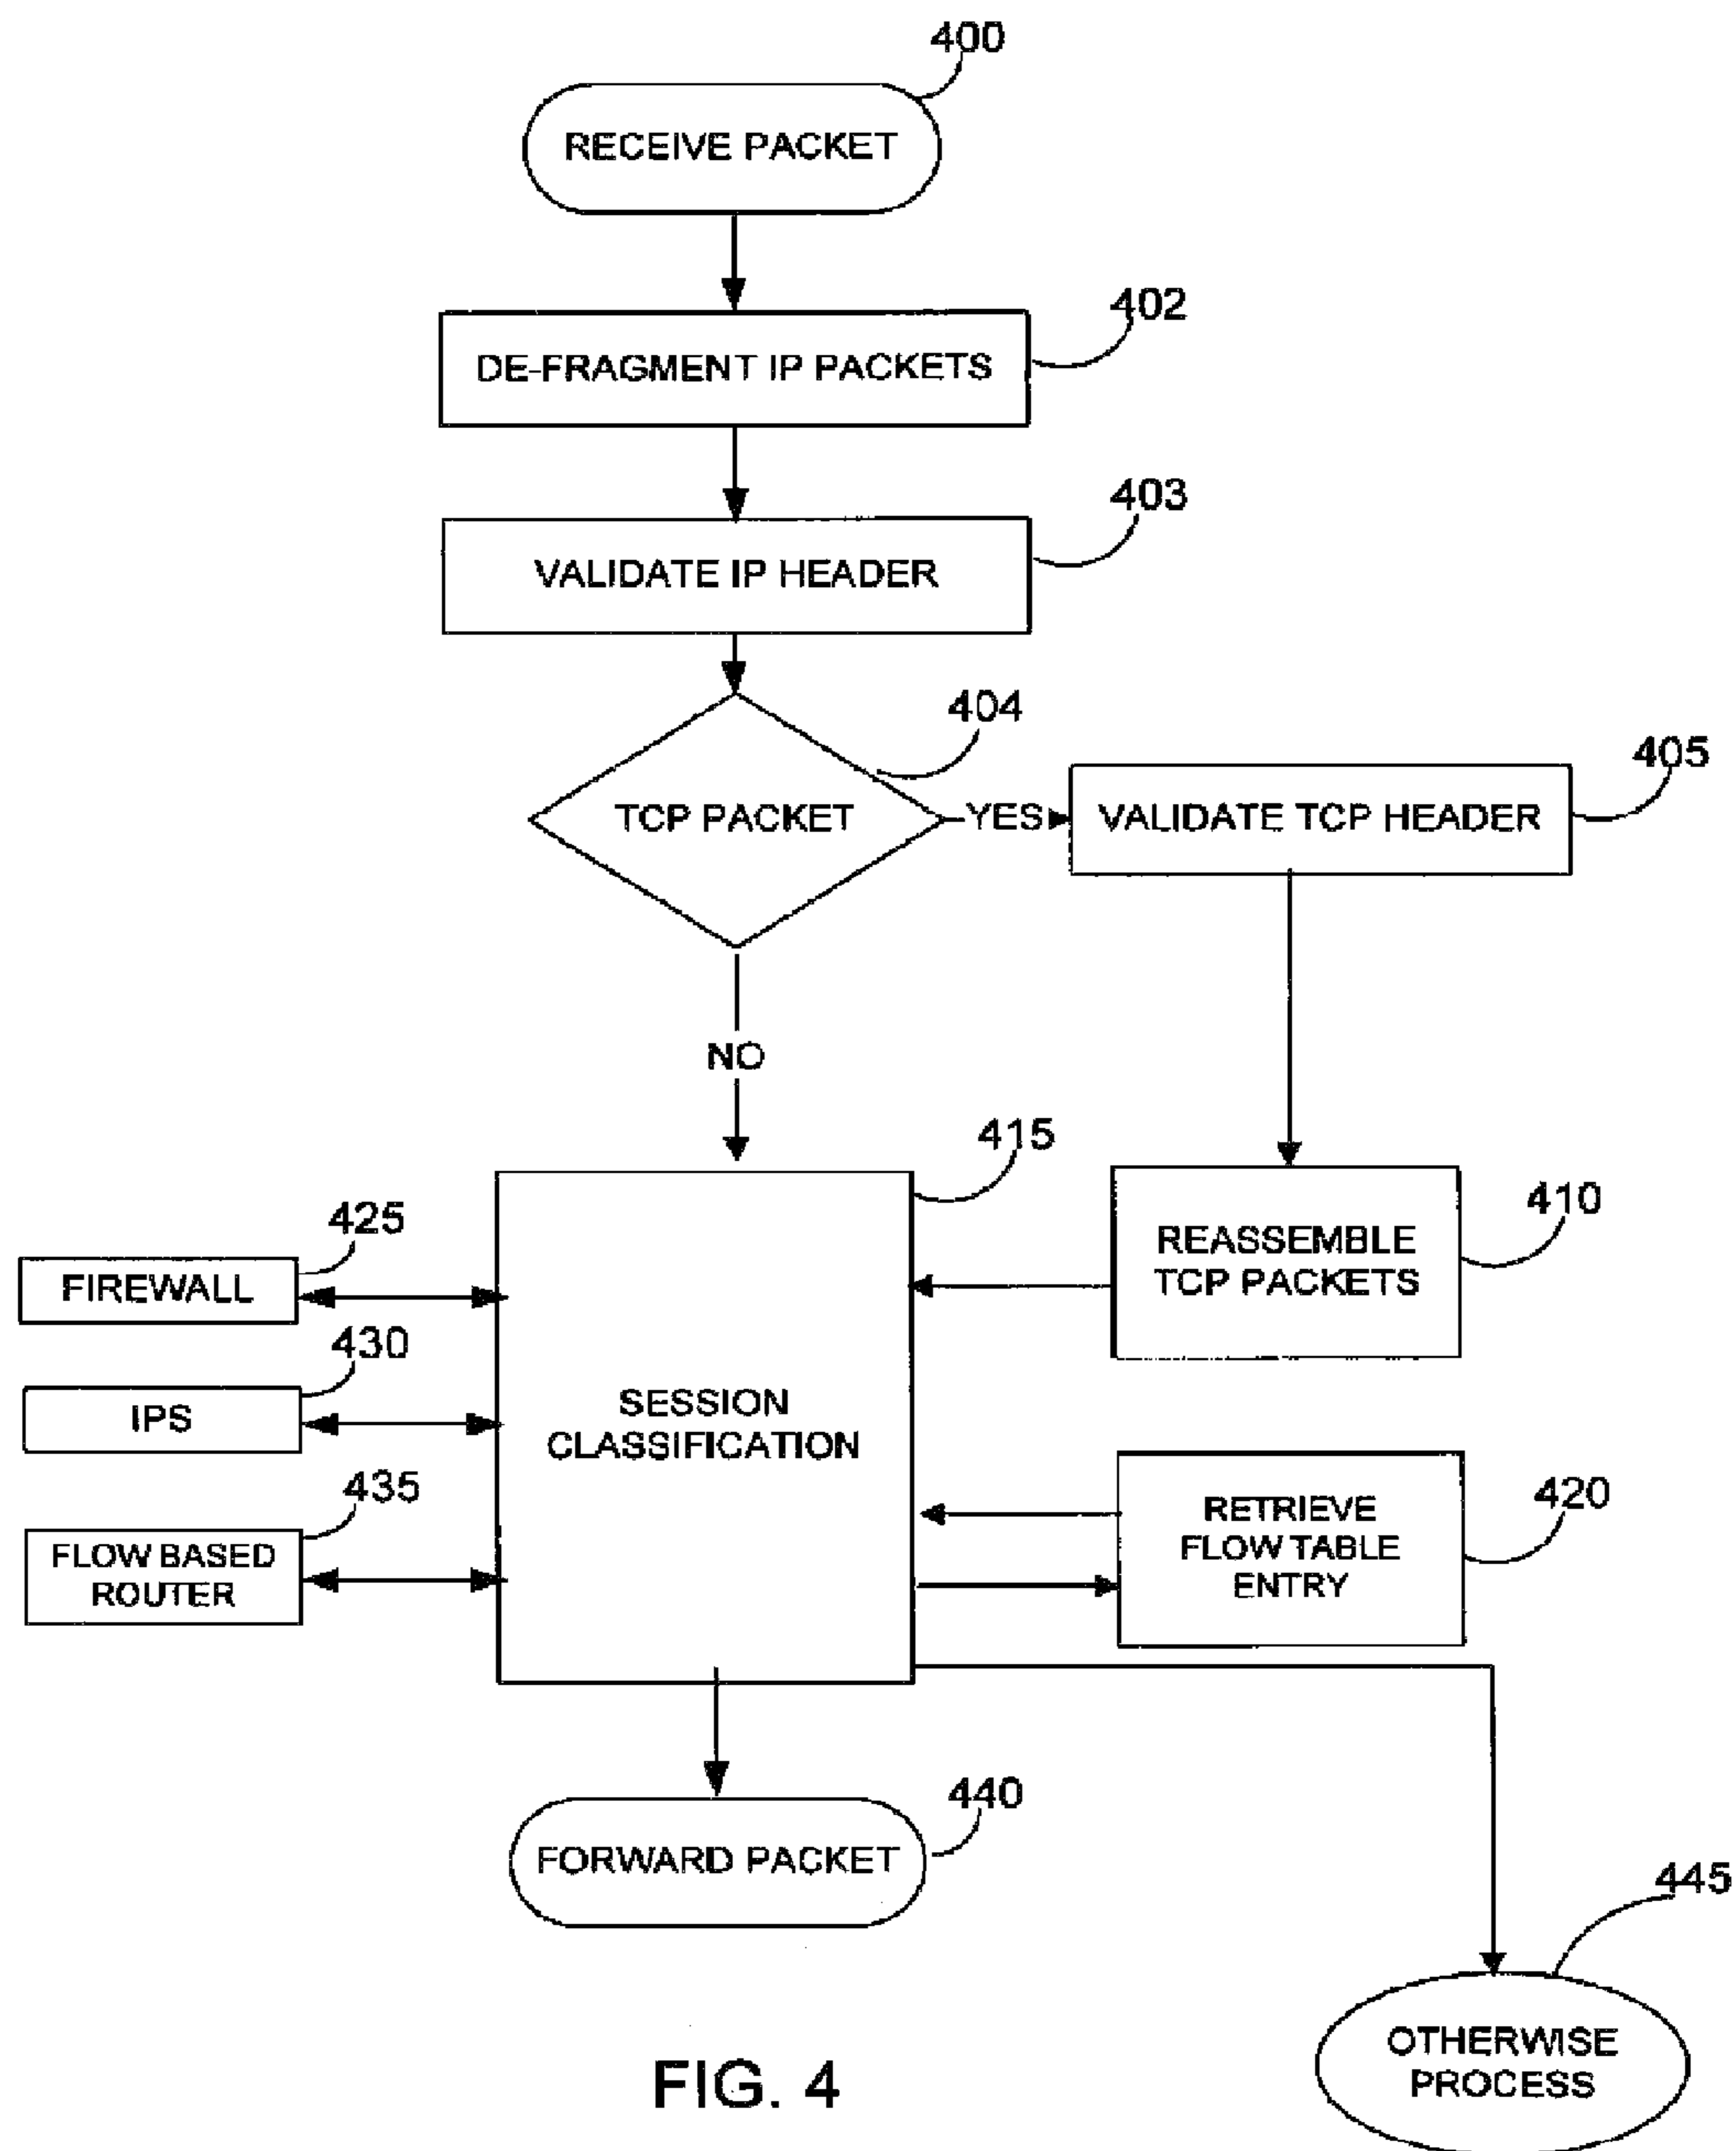 400
RECEIVE PACKET
402
DE-FRAGMENT IP PACKETS
403
VALIDATE IP HEADER
404
TCP PACKET
YES
405
VALIDATE TCP HEADER
NO
415
410
REASSEMBLE
TCP PACKETS
425
FIREWALL
430
IPS
SESSION
CLASSIFICATION
435
FLOW BASED
ROUTER
420
RETRIEVE
FLOW TABLE
ENTRY
440
FORWARD PACKET
445
OTHERWISE
PROCESS
FIG. 4